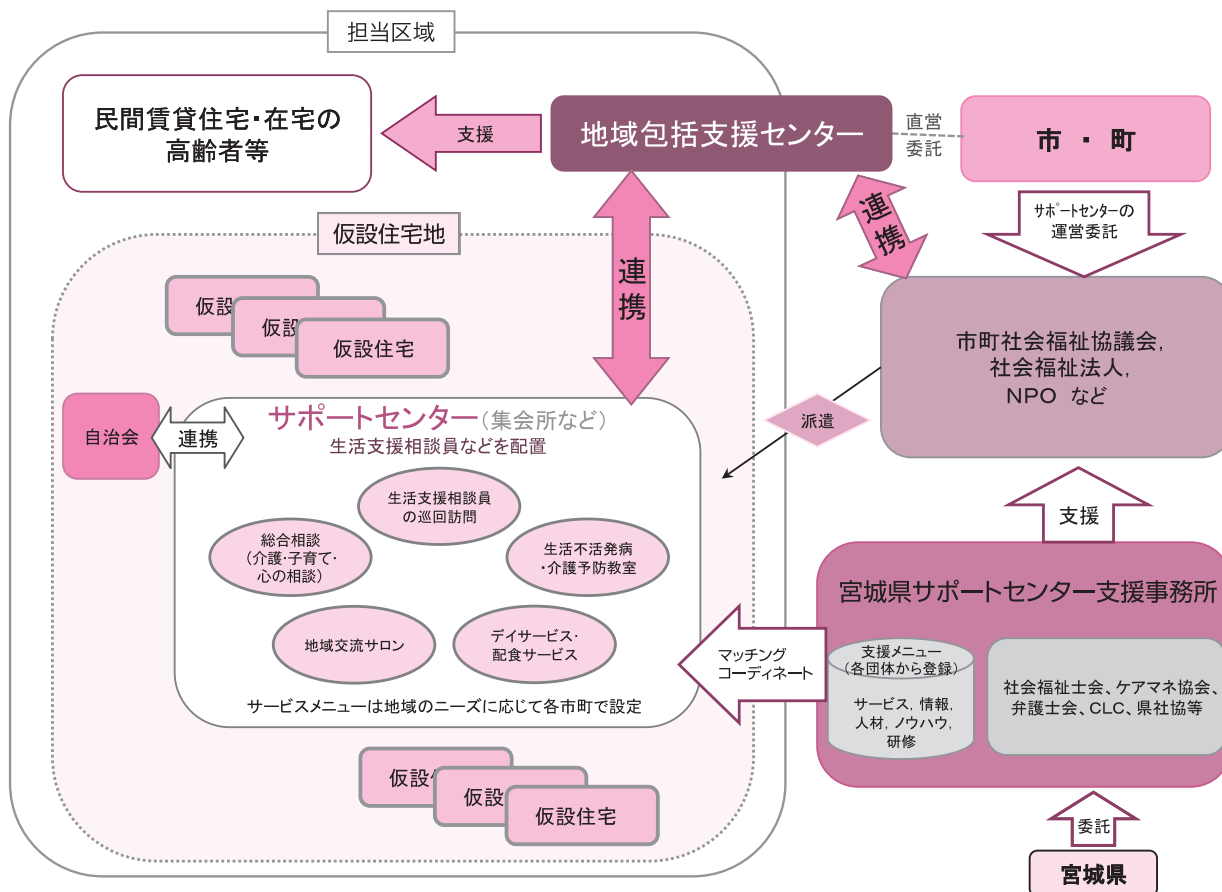 担当区域
民間賃貸住宅・在宅の
高齢者等
支援
地域包括支援センター
直営
委託
市・町
サポートセンターの
運営委託
連携
連携
仮設住宅地
仮設
仮設
仮設住宅
市町社会福祉協議会,
社会福祉法人,
NPO など
派遣
自治会
連携
サポートセンター(集会所など)
生活支援相談員などを配置
生活支援相談員
の巡回訪問
総合相談
(介護・子育て・
心の相談)
生活不活発病
・介護予防教室
地域交流サロン
デイサービス・
配食サービス
サービスメニューは地域のニーズに応じて各市町で設定
仮設住
仮設
仮設住宅
支援
宮城県サポートセンター支援事務所
マッチング
コーディネート
支援メニュー
(各団体から登録)
サービス, 情報,
人材, ノウハウ,
研修
社会福祉士会、ケアマネ協会、
弁護士会、CLC、県社協等
委託
宮城県